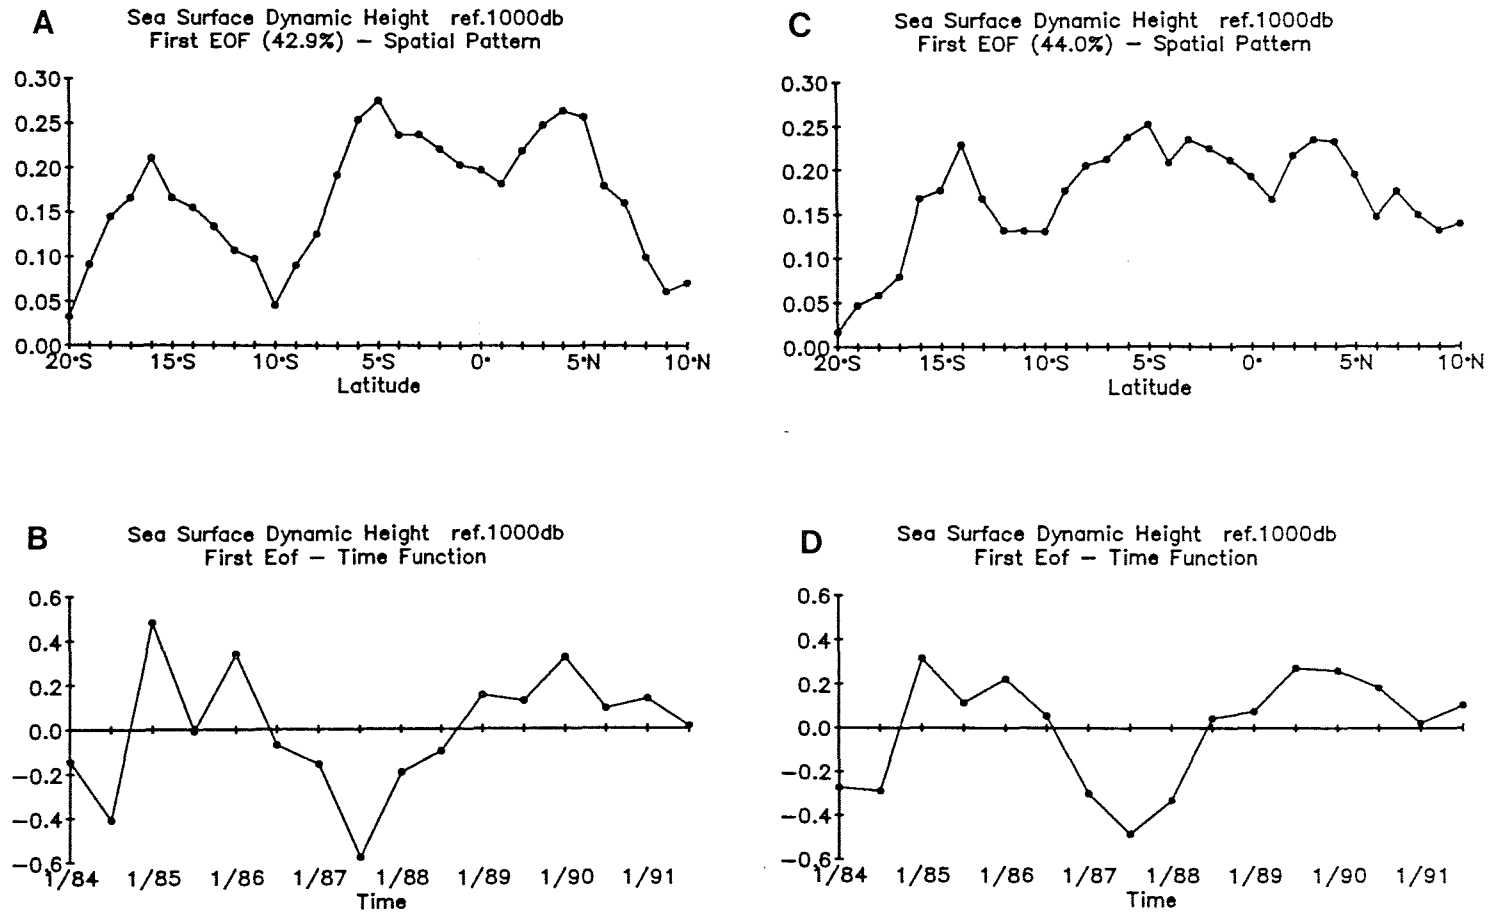 A
Sea Surface Dynamic Height ref.1000db
First EOF (42.9%) – Spatial Pattern
0.30
0.25
0.20
0.15
0.10
0.05
0.00
20°S 15°S 10°S 5°S 0° 5°N 10°N
Latitude
C
Sea Surface Dynamic Height ref.1000db
First EOF (44.0%) – Spatial Pattern
0.30
0.25
0.20
0.15
0.10
0.05
0.00
20°S 15°S 10°S 5°S 0° 5°N 10°N
Latitude
B
Sea Surface Dynamic Height ref.1000db
First Eof – Time Function
0.6
0.4
0.2
0.0
−0.2
−0.4
−0.6
1/84 1/85 1/86 1/87 1/88 1/89 1/90 1/91
Time
D
Sea Surface Dynamic Height ref.1000db
First Eof – Time Function
0.6
0.4
0.2
0.0
−0.2
−0.4
−0.6
1/84 1/85 1/86 1/87 1/88 1/89 1/90 1/91
Time